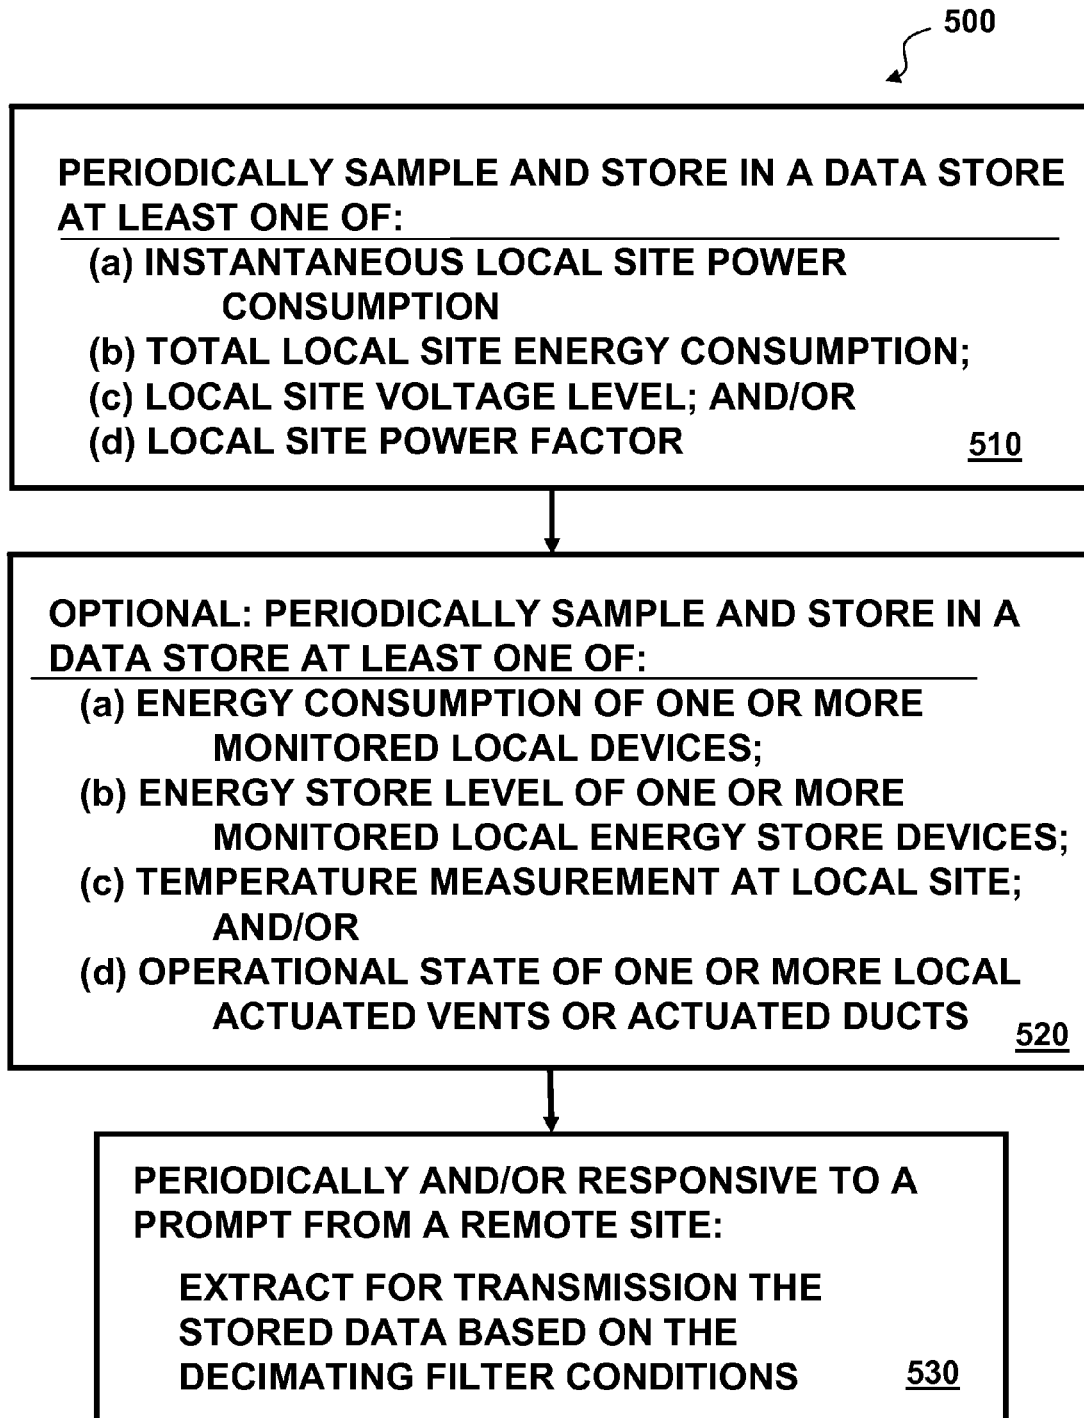 500
PERIODICALLY SAMPLE AND STORE IN A DATA STORE
AT LEAST ONE OF:
(a) INSTANTANEOUS LOCAL SITE POWER
CONSUMPTION
(b) TOTAL LOCAL SITE ENERGY CONSUMPTION;
(c) LOCAL SITE VOLTAGE LEVEL; AND/OR
(d) LOCAL SITE POWER FACTOR
510
OPTIONAL: PERIODICALLY SAMPLE AND STORE IN A
DATA STORE AT LEAST ONE OF:
(a) ENERGY CONSUMPTION OF ONE OR MORE
MONITORED LOCAL DEVICES;
(b) ENERGY STORE LEVEL OF ONE OR MORE
MONITORED LOCAL ENERGY STORE DEVICES;
(c) TEMPERATURE MEASUREMENT AT LOCAL SITE;
AND/OR
(d) OPERATIONAL STATE OF ONE OR MORE LOCAL
ACTUATED VENTS OR ACTUATED DUCTS
520
PERIODICALLY AND/OR RESPONSIVE TO A
PROMPT FROM A REMOTE SITE:
EXTRACT FOR TRANSMISSION THE
STORED DATA BASED ON THE
DECIMATING FILTER CONDITIONS
530